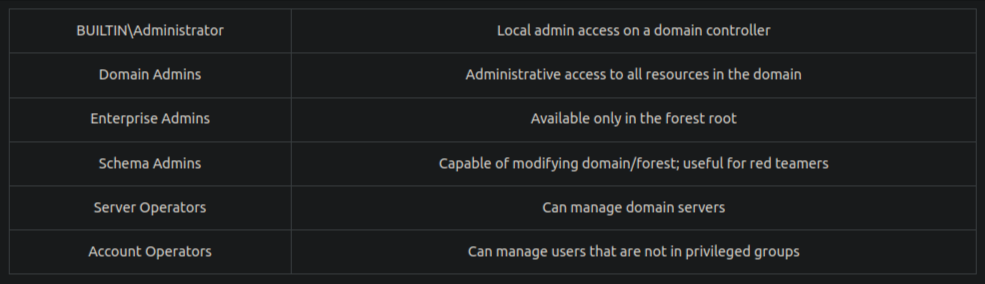 BUILTIN\Administrator Local admin access on a domain controller
Domain Admins Administrative access to all resources in the domain
Enterprise Admins Available only in the forest root
Schema Admins Capable of modifying domain/forest; useful for red teamers
Server Operators Can manage domain servers
Account Operators Can manage users that are not in privileged groups